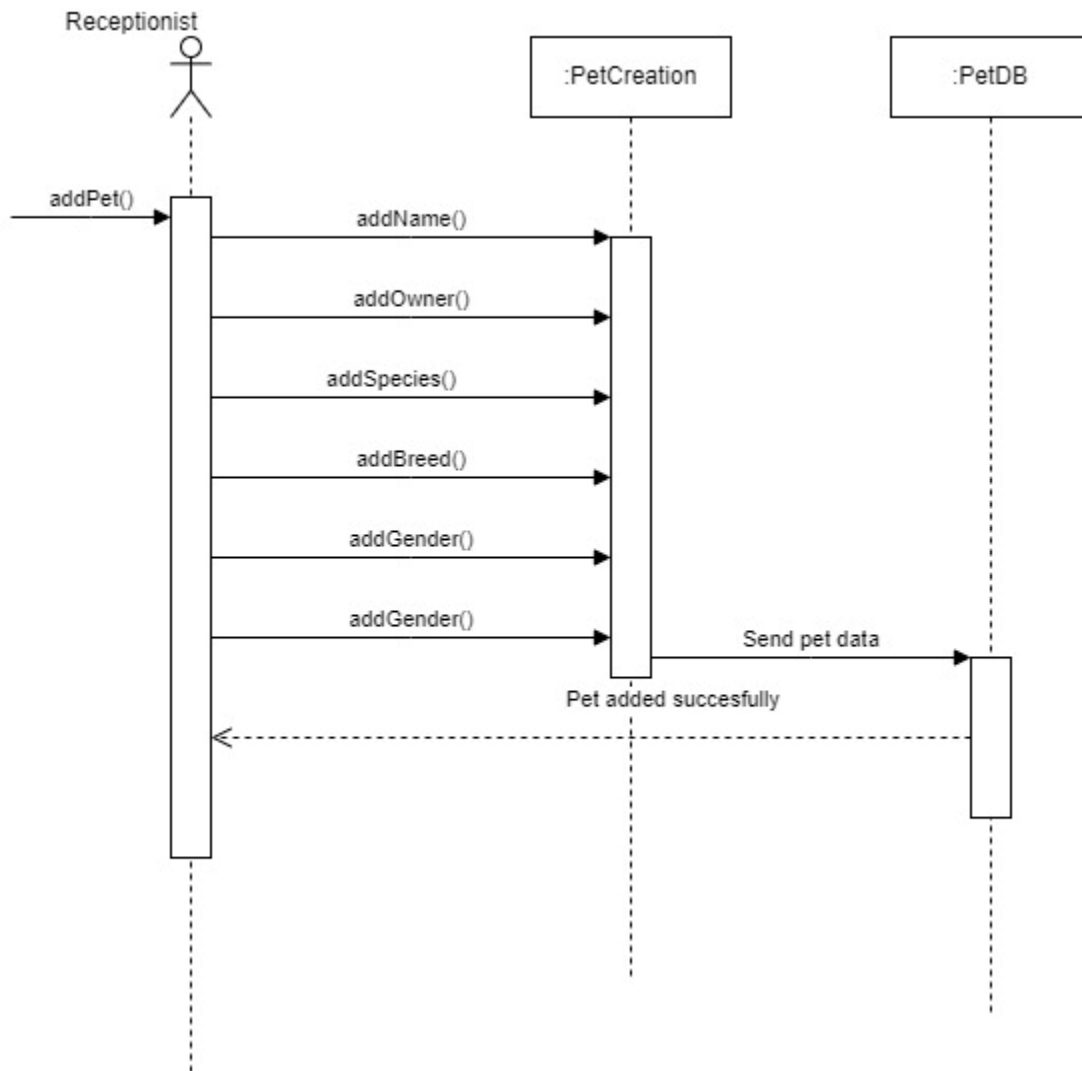 Receptionist
:PetCreation
:PetDB
addPet()
addName()
addOwner()
addSpecies()
addBreed()
addGender()
addGender()
Send pet data
Pet added succesfully